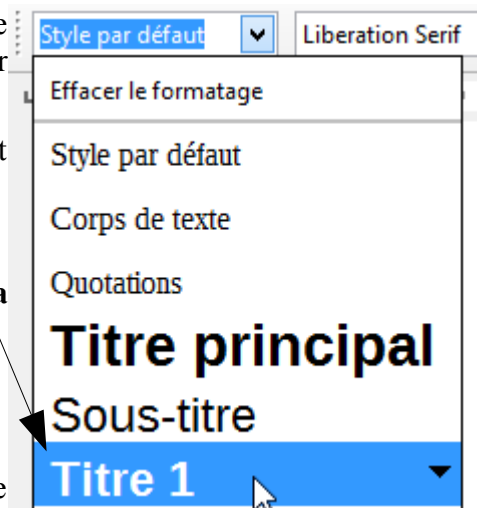 Style par défaut Liberation Serif
Effacer le formatage
Style par défaut
Corps de texte
Quotations
Titre principal
Sous-titre
Titre 1